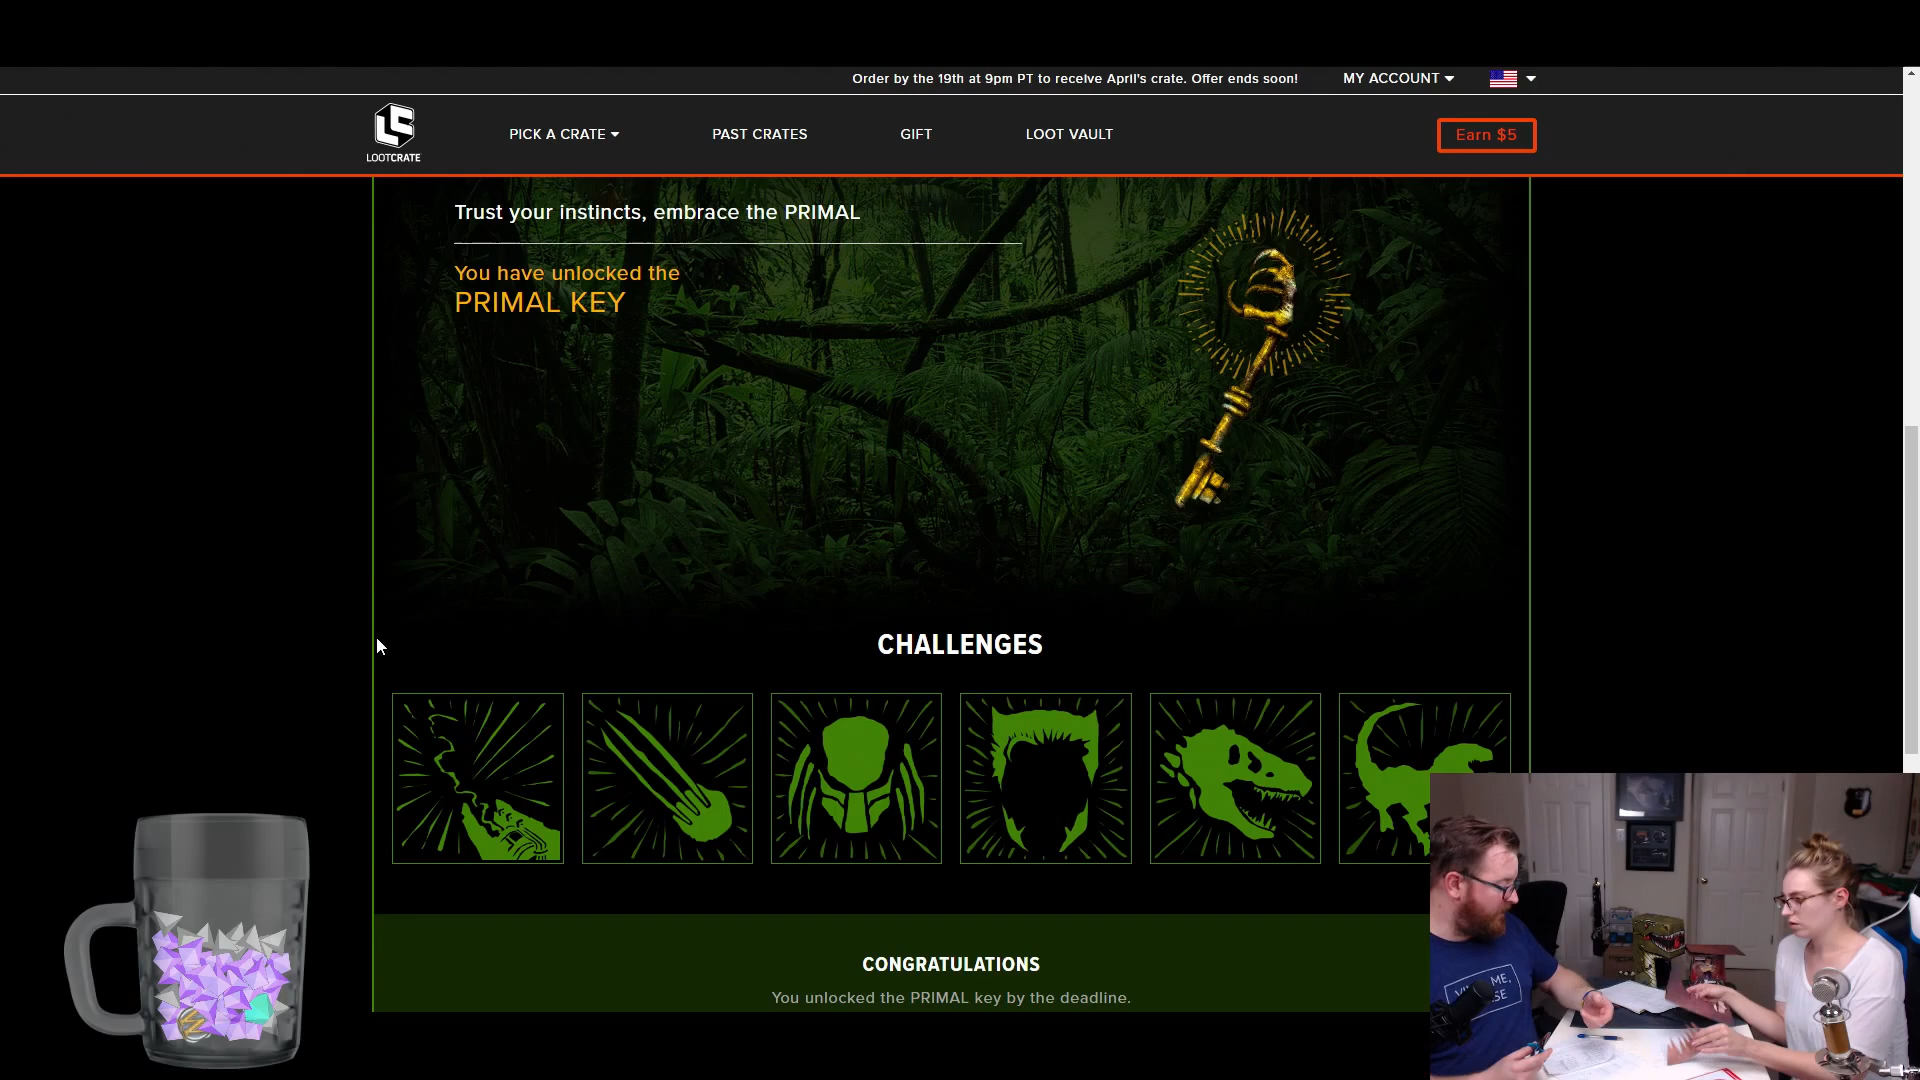 Order by the 19th at 9pm PT to receive April's crate. Offer ends soon!
MY ACCOUNT
LOOTCRATE
PICK A CRATE
PAST CRATES
GIFT
LOOT VAULT
Earn $5
Trust your instincts, embrace the PRIMAL
You have unlocked the
PRIMAL KEY
CHALLENGES
CONGRATULATIONS
You unlocked the PRIMAL key by the deadline.